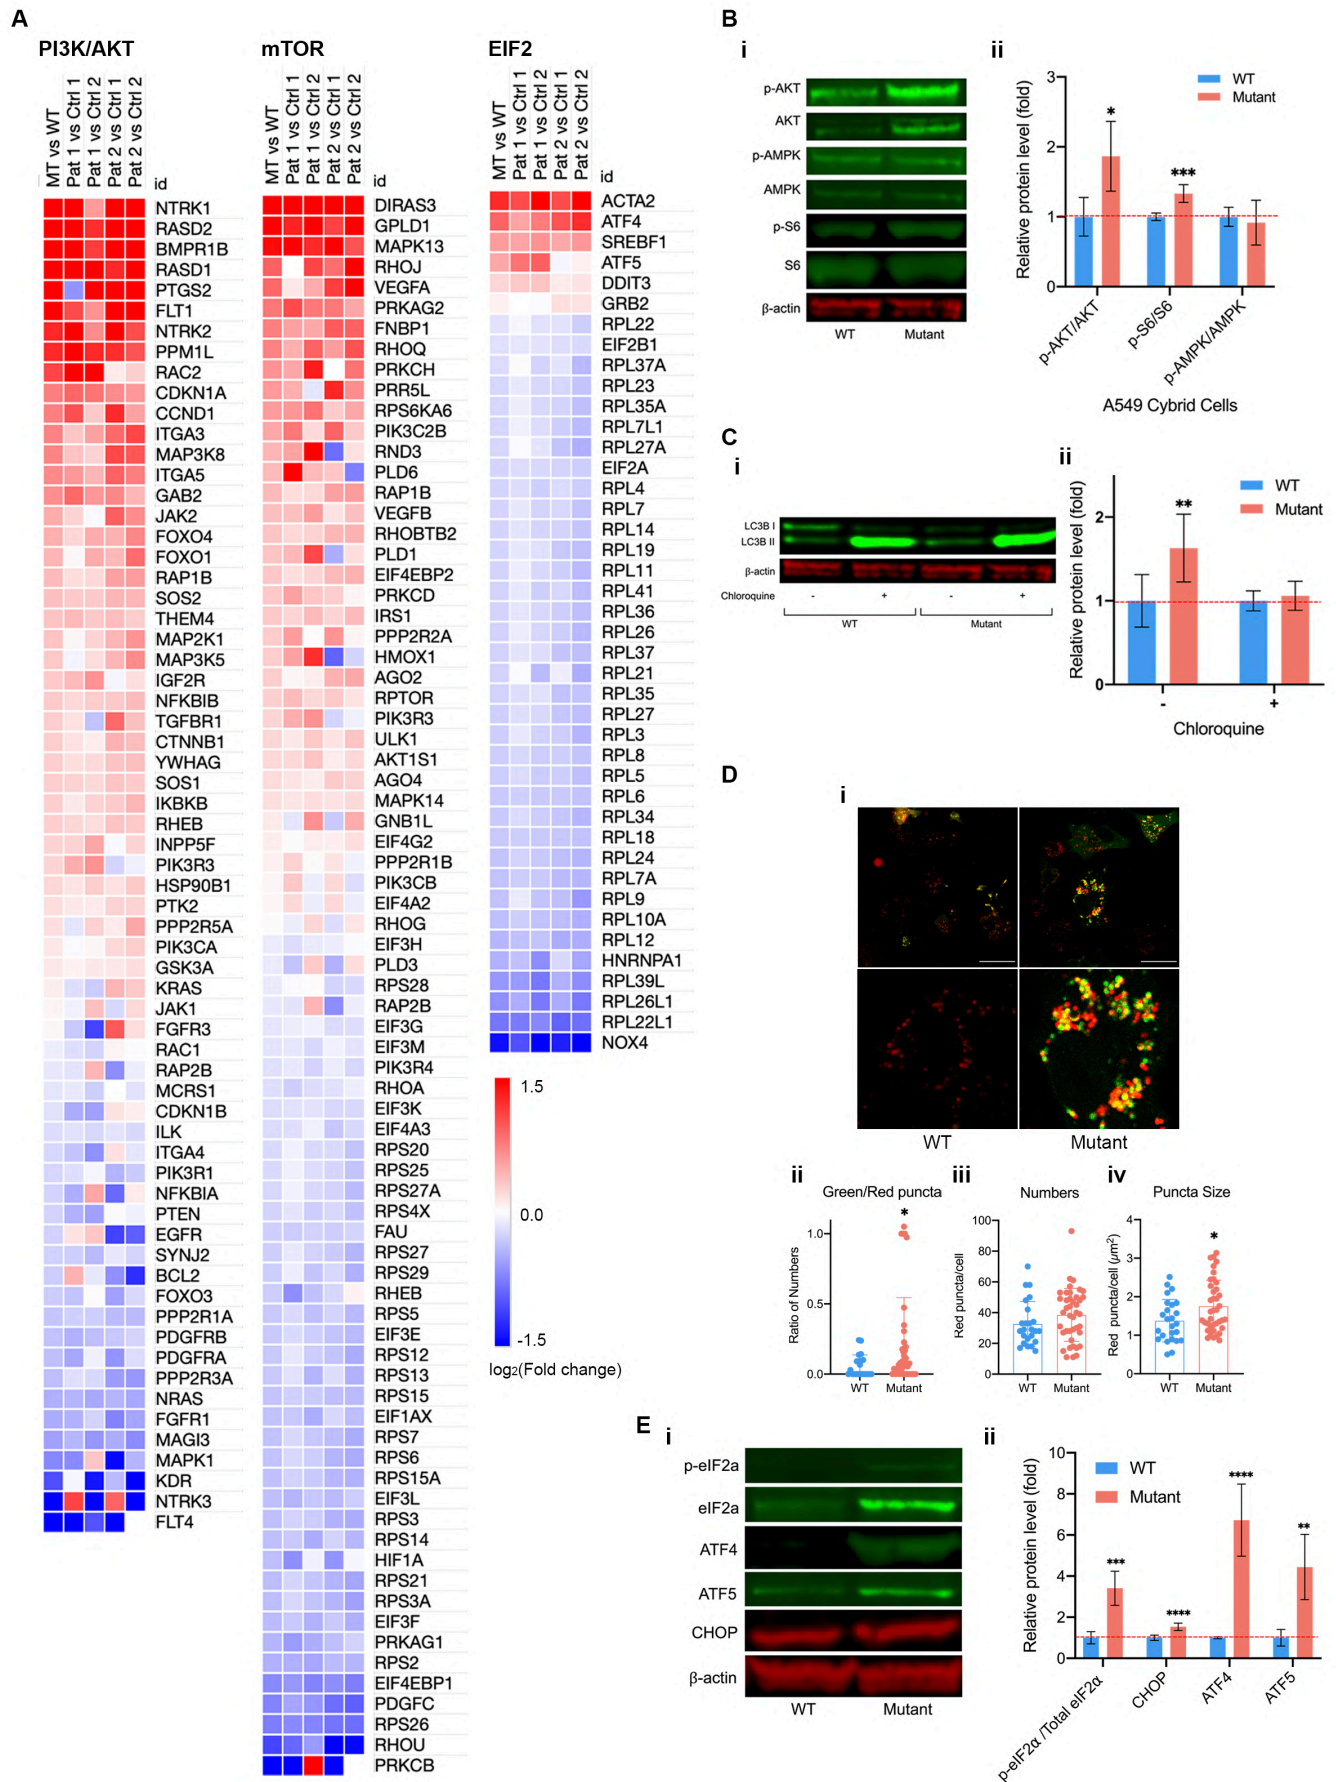 A
PI3K/AKT
MT vs WT
Pat 1 vs Ctrl 1
Pat 1 vs Ctrl 2
Pat 2 vs Ctrl 1
Pat 2 vs Ctrl 2
id
NTRK1
RASD2
BMPR1B
RASD1
PTGS2
FLT1
NTRK2
PPM1L
RAC2
CDKN1A
CCND1
ITGA3
MAP3K8
ITGA5
GAB2
JAK2
FOXO4
FOXO1
RAP1B
SOS2
THEM4
MAP2K1
MAP3K5
IGF2R
NFKBIB
TGFBR1
CTNNB1
YWHAG
SOS1
IKBKB
RHEB
INPP5F
PIK3R3
HSP90B1
PTK2
PPP2R5A
PIK3CA
GSK3A
KRAS
JAK1
FGFR3
RAC1
RAP2B
MCRS1
CDKN1B
ILK
ITGA4
PIK3R1
NFKBIA
PTEN
EGFR
SYNJ2
BCL2
FOXO3
PPP2R1A
PDGFRB
PDGFRA
PPP2R3A
NRAS
FGFR1
MAGI3
MAPK1
KDR
NTRK3
FLT4
mTOR
MT vs WT
Pat 1 vs Ctrl 1
Pat 1 vs Ctrl 2
Pat 2 vs Ctrl 1
Pat 2 vs Ctrl 2
id
DIRAS3
GPLD1
MAPK13
RHOJ
VEGFA
PRKAG2
FNBP1
RHOQ
PRKCH
PRR5L
RPS6KA6
PIK3C2B
RND3
PLD6
RAP1B
VEGFB
RHOBTB2
PLD1
EIF4EBP2
PRKCD
IRS1
PPP2R2A
HMOX1
AGO2
RPTOR
PIK3R3
ULK1
AKT1S1
AGO4
MAPK14
GNB1L
EIF4G2
PPP2R1B
PIK3CB
EIF4A2
RHOG
EIF3H
PLD3
RPS28
RAP2B
EIF3G
EIF3M
PIK3R4
RHOA
EIF3K
EIF4A3
RPS20
RPS25
RPS27A
RPS4X
FAU
RPS27
RPS29
RHEB
RPS5
EIF3E
RPS12
RPS13
RPS15
EIF1AX
RPS7
RPS6
RPS15A
EIF3L
RPS3
RPS14
HIF1A
RPS21
RPS3A
EIF3F
PRKAG1
RPS2
EIF4EBP1
PDGFC
RPS26
RHOU
PRKCB
EIF2
MT vs WT
Pat 1 vs Ctrl 1
Pat 1 vs Ctrl 2
Pat 2 vs Ctrl 1
Pat 2 vs Ctrl 2
id
ACTA2
ATF4
SREBF1
ATF5
DDIT3
GRB2
RPL22
EIF2B1
RPL37A
RPL23
RPL35A
RPL7L1
RPL27A
EIF2A
RPL4
RPL7
RPL14
RPL19
RPL11
RPL41
RPL36
RPL26
RPL37
RPL21
RPL35
RPL27
RPL3
RPL8
RPL5
RPL6
RPL34
RPL18
RPL24
RPL7A
RPL9
RPL10A
RPL12
HNRNPA1
RPL39L
RPL26L1
RPL22L1
NOX4
1.5
0.0
-1.5
log2(Fold change)
B
i
p-AKT
AKT
p-AMPK
AMPK
p-S6
S6
β-actin
WT Mutant
ii
Relative protein level (fold)
3
2
1
0
WT
Mutant
*
***
p-AKT/AKT
p-S6/S6
p-AMPK/AMPK
A549 Cybrid Cells
C
i
LC3B I
LC3B II
β-actin
Chloroquine - + - +
WT Mutant
ii
Relative protein level (fold)
2
1
0
WT
Mutant
**
- +
Chloroquine
D
i
WT Mutant
ii
Green/Red puncta
*
Ratio of Numbers
1.0
0.5
0.0
WT Mutant
iii
Numbers
Red puncta/cell
100
80
60
40
20
0
WT Mutant
iv
Puncta Size
*
Red puncta/cell (μm²)
4
3
2
1
0
WT Mutant
E
i
p-eIF2a
eIF2a
ATF4
ATF5
CHOP
β-actin
WT Mutant
ii
Relative protein level (fold)
10
8
6
4
2
0
WT
Mutant
***
****
****
**
p-eIF2α /Total eIF2α
CHOP
ATF4
ATF5